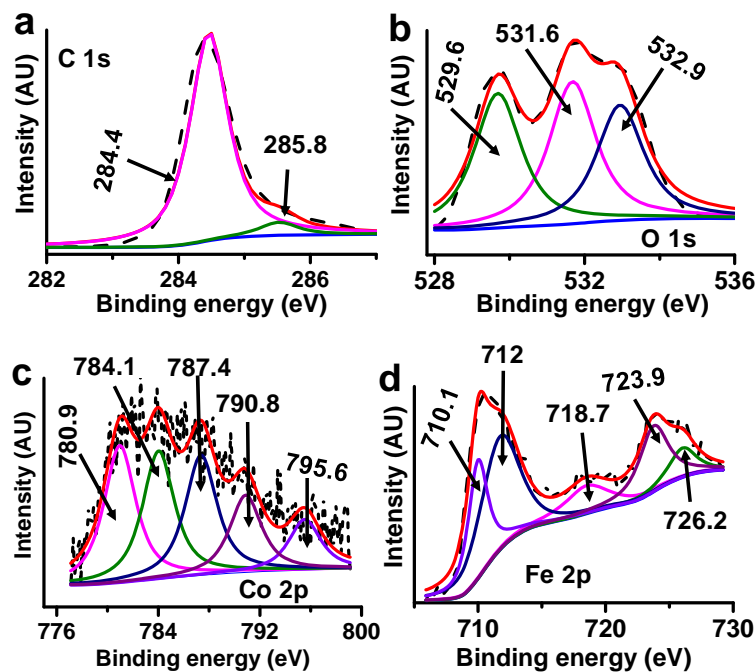 a
C 1s
Intensity (AU)
284.4
285.8
282 284 286
Binding energy (eV)
b
Intensity (AU)
529.6
531.6
532.9
O 1s
528 532 536
Binding energy (eV)
c
Intensity (AU)
780.9
784.1
787.4
790.8
795.6
Co 2p
776 784 792 800
Binding energy (eV)
d
Intensity (AU)
710.1
712
718.7
723.9
726.2
Fe 2p
710 720 730
Binding energy (eV)